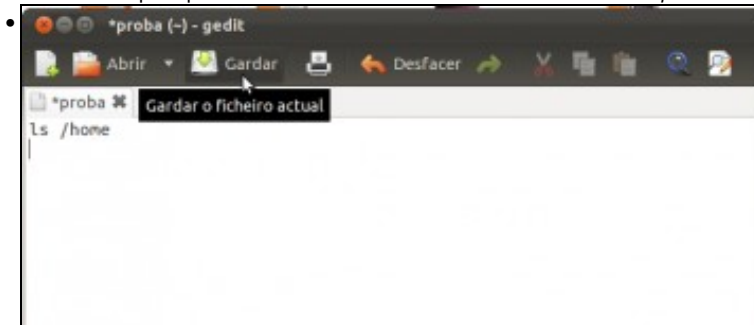 *proba (~) - gedit
Abrir Gardar Desfacer
*proba
Gardar o ficheiro actual
ls /home